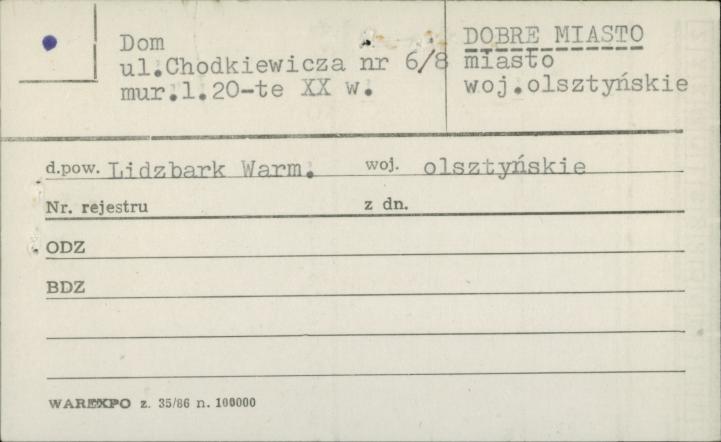 Dom
ul.Chodkiewicza nr 6/8
mur.l.20-te XX w.
DOBRE MIASTO
miasto
woj.olsztyńskie
d.pow. Lidzbark Warm. woj. olsztyńskie
Nr. rejestru z dn.
ODZ
BDZ
WAREXPO z. 35/86 n. 100000